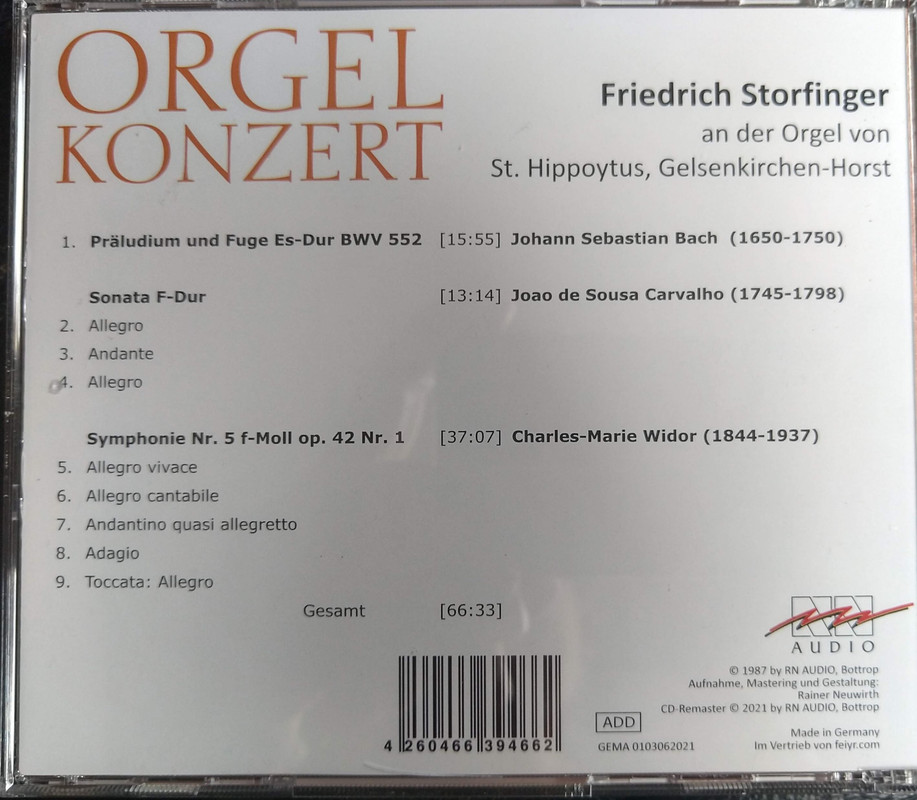 ORGEL
KONZERT
Friedrich Storfinger
an der Orgel von
St. Hippoytus, Gelsenkirchen-Horst
1. Präludium und Fuge Es-Dur BWV 552 [15:55] Johann Sebastian Bach (1650-1750)
Sonata F-Dur [13:14] Joao de Sousa Carvalho (1745-1798)
2. Allegro
3. Andante
4. Allegro
Symphonie Nr. 5 f-Moll op. 42 Nr. 1 [37:07] Charles-Marie Widor (1844-1937)
5. Allegro vivace
6. Allegro cantabile
7. Andantino quasi allegretto
8. Adagio
9. Toccata: Allegro
Gesamt [66:33]
RN
AUDIO
© 1987 by RN AUDIO, Bottrop
Aufnahme, Mastering und Gestaltung:
Rainer Neuwirth
CD-Remaster © 2021 by RN AUDIO, Bottrop
ADD
Made in Germany
GEMA 0103062021
Im Vertrieb von feiyr.com
4 260466 394662